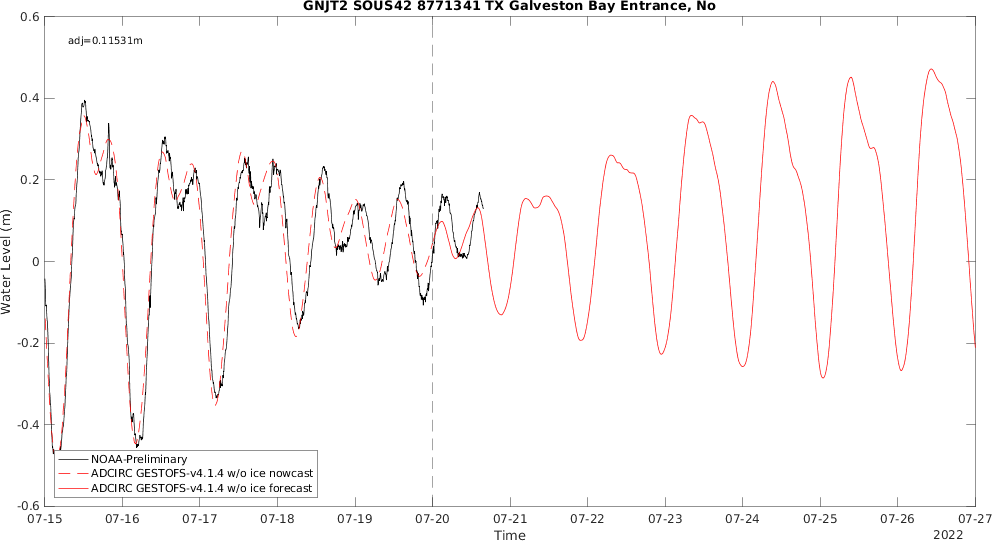 GNJT2 SOUS42 8771341 TX Galveston Bay Entrance, No
adj=0.11531m
0.6
0.4
0.2
0
-0.2
-0.4
-0.6
Water Level (m)
NOAA-Preliminary
ADCIRC GESTOFS-v4.1.4 w/o ice nowcast
ADCIRC GESTOFS-v4.1.4 w/o ice forecast
07-15 07-16 07-17 07-18 07-19 07-20 07-21 07-22 07-23 07-24 07-25 07-26 07-27
Time
2022